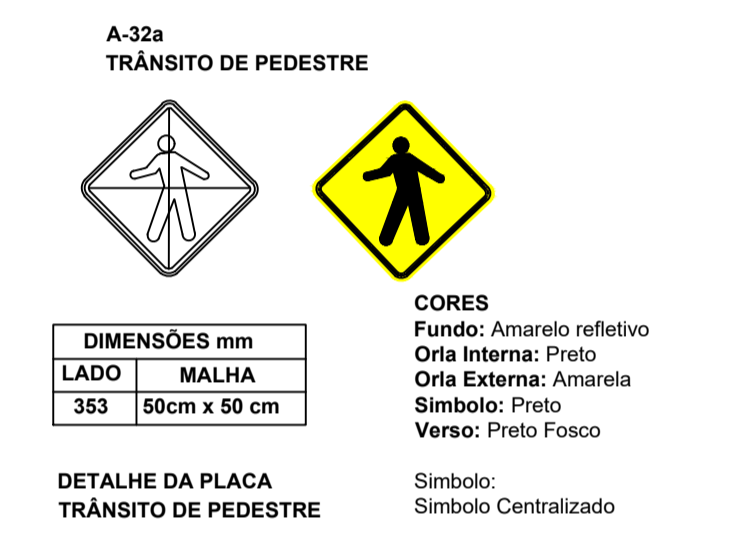 A-32a
TRÂNSITO DE PEDESTRE
DIMENSÕES mm
LADO MALHA
353 50cm x 50 cm
DETALHE DA PLACA
TRÂNSITO DE PEDESTRE
CORES
Fundo: Amarelo refletivo
Orla Interna: Preto
Orla Externa: Amarela
Simbolo: Preto
Verso: Preto Fosco
Simbolo:
Simbolo Centralizado